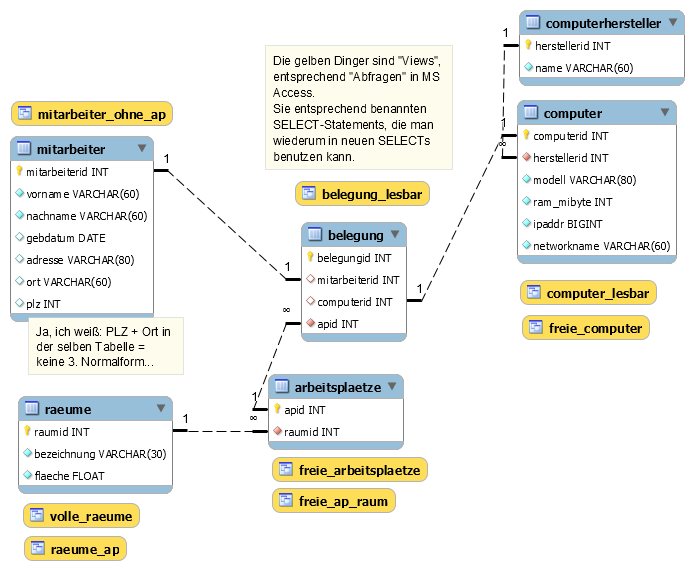 computerhersteller
herstellerid INT
name VARCHAR(60)
1
Die gelben Dinger sind "Views",
entsprechend "Abfragen" in MS
Access.
Sie entsprechend benannten
SELECT-Statements, die man
wiederum in neuen SELECTs
benutzen kann.
mitarbeiter_ohne_ap
mitarbeiter
mitarbeiterid INT
vorname VARCHAR(60)
nachname VARCHAR(60)
gebdatum DATE
adresse VARCHAR(80)
ort VARCHAR(60)
plz INT
1
computer
computerid INT
herstellerid INT
modell VARCHAR(80)
ram_mibyte INT
ipaddr BIGINT
networkname VARCHAR(60)
1
∞
belegung_lesbar
belegung
belegungid INT
mitarbeiterid INT
computerid INT
apid INT
1
1
∞
computer_lesbar
freie_computer
Ja, ich weiß: PLZ + Ort in
der selben Tabelle =
keine 3. Normalform...
arbeitsplaetze
apid INT
raumid INT
1
∞
raeume
raumid INT
bezeichnung VARCHAR(30)
flaeche FLOAT
1
freie_arbeitsplaetze
freie_ap_raum
volle_raeume
raeume_ap